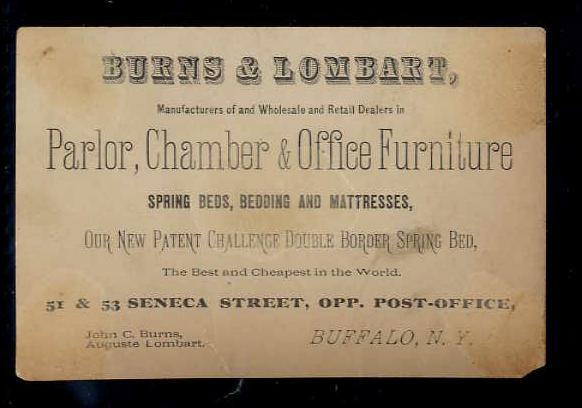 BURNS & LOMBART,
Manufacturers of and Wholesale and Retail Dealers in
Parlor, Chamber & Office Furniture
SPRING BEDS, BEDDING AND MATTRESSES,
OUR NEW PATENT CHALLENGE DOUBLE BORDER SPRING BED,
The Best and Cheapest in the World.
51 & 53 SENECA STREET, OPP. POST-OFFICE,
John C. Burns,
Auguste Lombart.
BUFFALO, N. Y.